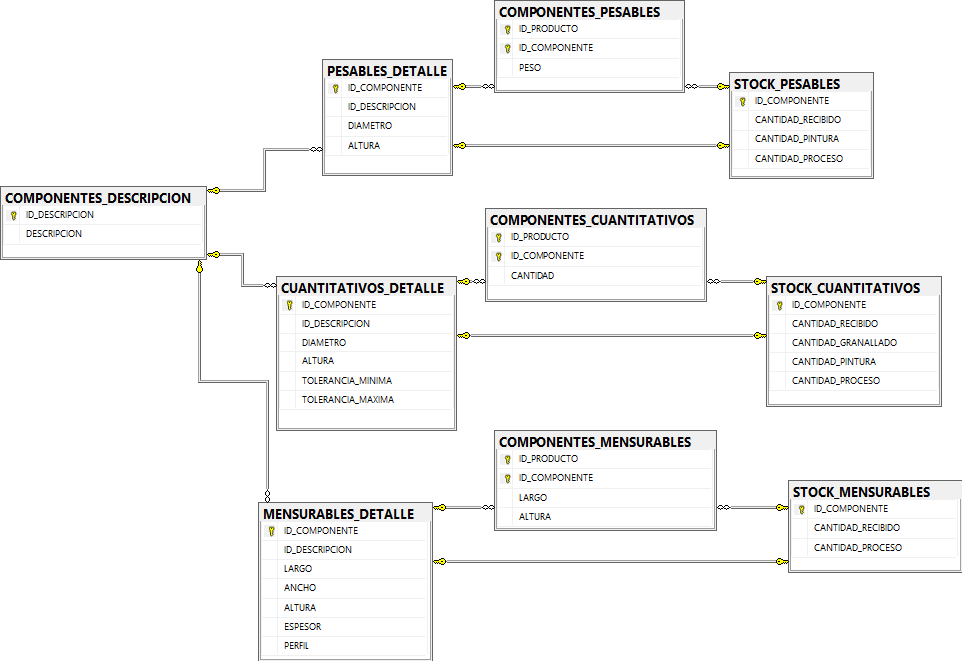 COMPONENTES_PESABLES
ID_PRODUCTO
ID_COMPONENTE
PESO
PESABLES_DETALLE
ID_COMPONENTE
ID_DESCRIPCION
DIAMETRO
ALTURA
STOCK_PESABLES
ID_COMPONENTE
CANTIDAD_RECIBIDO
CANTIDAD_PINTURA
CANTIDAD_PROCESO
COMPONENTES_DESCRIPCION
ID_DESCRIPCION
DESCRIPCION
COMPONENTES_CUANTITATIVOS
ID_PRODUCTO
ID_COMPONENTE
CANTIDAD
CUANTITATIVOS_DETALLE
ID_COMPONENTE
ID_DESCRIPCION
DIAMETRO
ALTURA
TOLERANCIA_MINIMA
TOLERANCIA_MAXIMA
STOCK_CUANTITATIVOS
ID_COMPONENTE
CANTIDAD_RECIBIDO
CANTIDAD_GRANALLADO
CANTIDAD_PINTURA
CANTIDAD_PROCESO
COMPONENTES_MENSURABLES
ID_PRODUCTO
ID_COMPONENTE
LARGO
ALTURA
STOCK_MENSURABLES
ID_COMPONENTE
CANTIDAD_RECIBIDO
CANTIDAD_PROCESO
MENSURABLES_DETALLE
ID_COMPONENTE
ID_DESCRIPCION
LARGO
ANCHO
ALTURA
ESPESOR
PERFIL